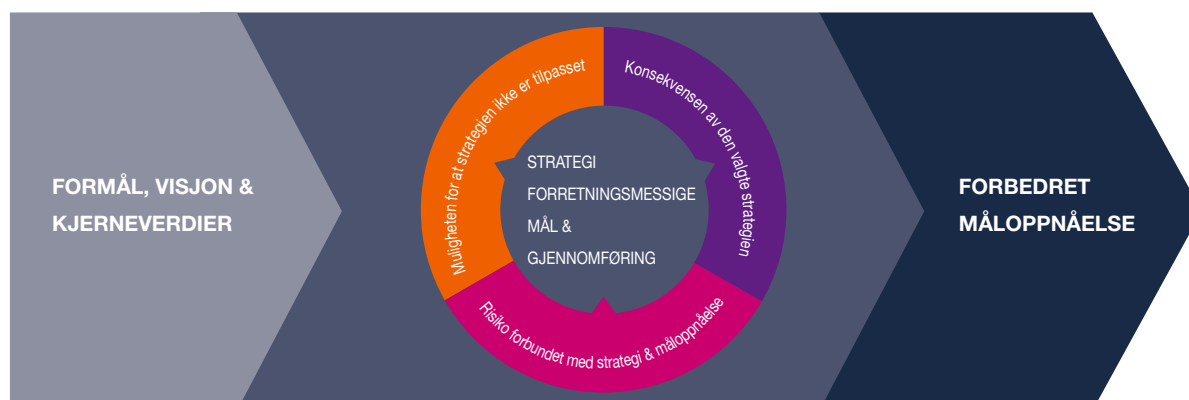 FORMÅL, VISJON &
KJERNEVERDIER
Muligheten for at strategien ikke er tilpasset
Konsekvensen av den valgte strategien
STRATEGI
FORRETNINGSMESSIGE
MÅL &
GJENNOMFØRING
Risiko forbundet med strategi & måloppnåelse
FORBEDRET
MÅLOPPNÅELSE